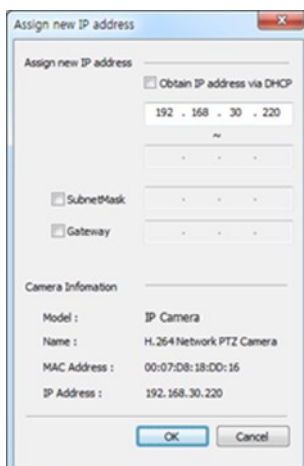 Assign new IP address
Assign new IP address
Obtain IP address via DHCP
192 . 168 . 30 . 220
~
. . .
SubnetMask . . .
Gateway . . .
Camera Infomation
Model : IP Camera
Name : H.264 Network PTZ Camera
MAC Address : 00:07:D8:18:DD:16
IP Address : 192.168.30.220
OK Cancel